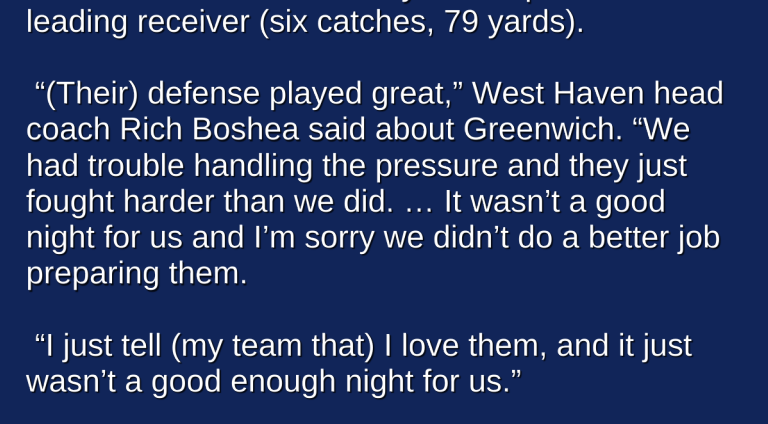 leading receiver (six catches, 79 yards).
“(Their) defense played great,” West Haven head
coach Rich Boshea said about Greenwich. “We
had trouble handling the pressure and they just
fought harder than we did. … It wasn’t a good
night for us and I’m sorry we didn’t do a better job
preparing them.
“I just tell (my team that) I love them, and it just
wasn’t a good enough night for us.”